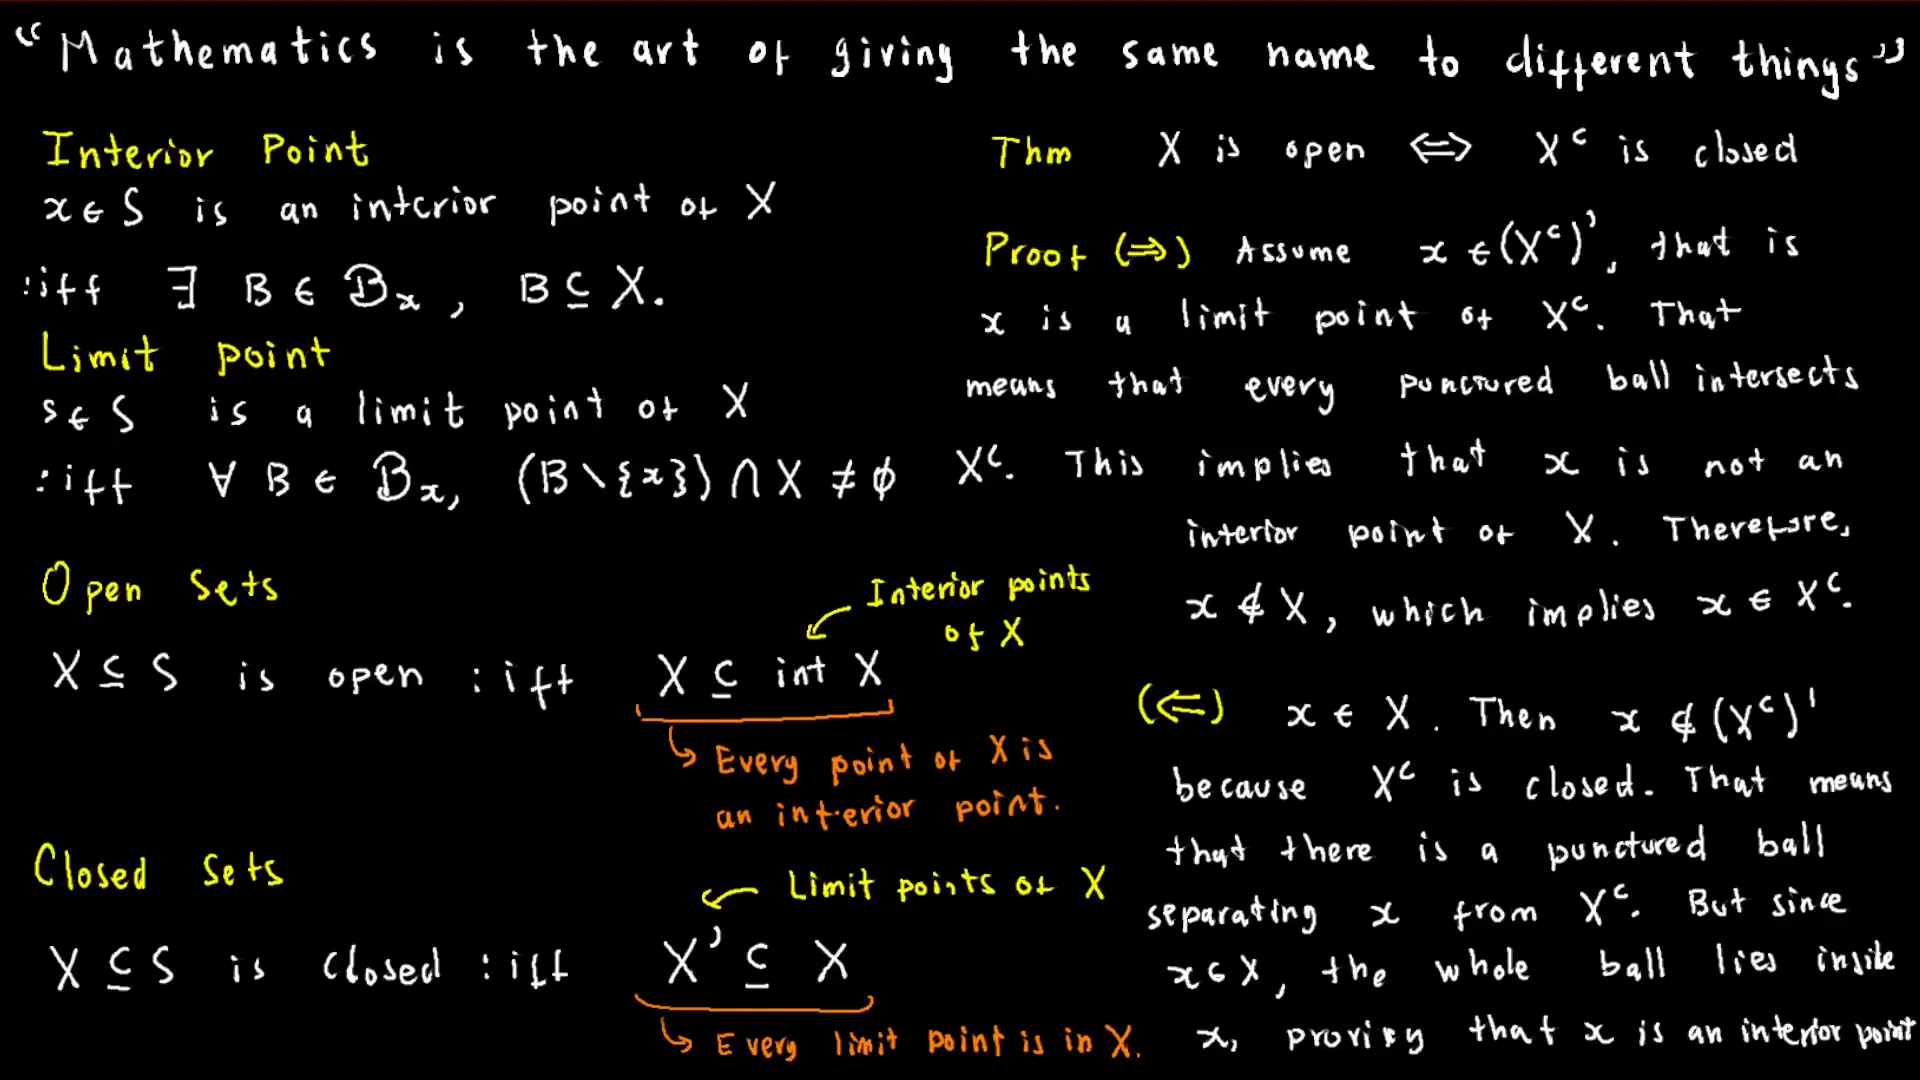 “Mathematics is the art of giving the same name to different things”
Interior Point
x ∈ S is an interior point of X
:iff ∃ B ∈ ℬₓ, B ⊆ X.
Limit point
s ∈ S is a limit point of X
:iff ∀ B ∈ ℬₓ, (B \ {x}) ∩ X ≠ ∅
Open Sets
Interior points
of X
X ⊆ S is open :iff X ⊆ int X
↳ Every point of X is
an interior point.
Closed Sets
Limit points of X
X ⊆ S is closed :iff X' ⊆ X
↳ Every limit point is in X.
Thm X is open ⇔ Xᶜ is closed
Proof (⇒) Assume x ∈ (Xᶜ)', that is
x is a limit point of Xᶜ. That
means that every punctured ball intersects
Xᶜ. This implies that x is not an
interior point of X. Therefore,
x ∉ X, which implies x ∈ Xᶜ.
(⇐) x ∈ X. Then x ∉ (Xᶜ)'
because Xᶜ is closed. That means
that there is a punctured ball
separating x from Xᶜ. But since
x ∈ X, the whole ball lies inside
x, proving that x is an interior point